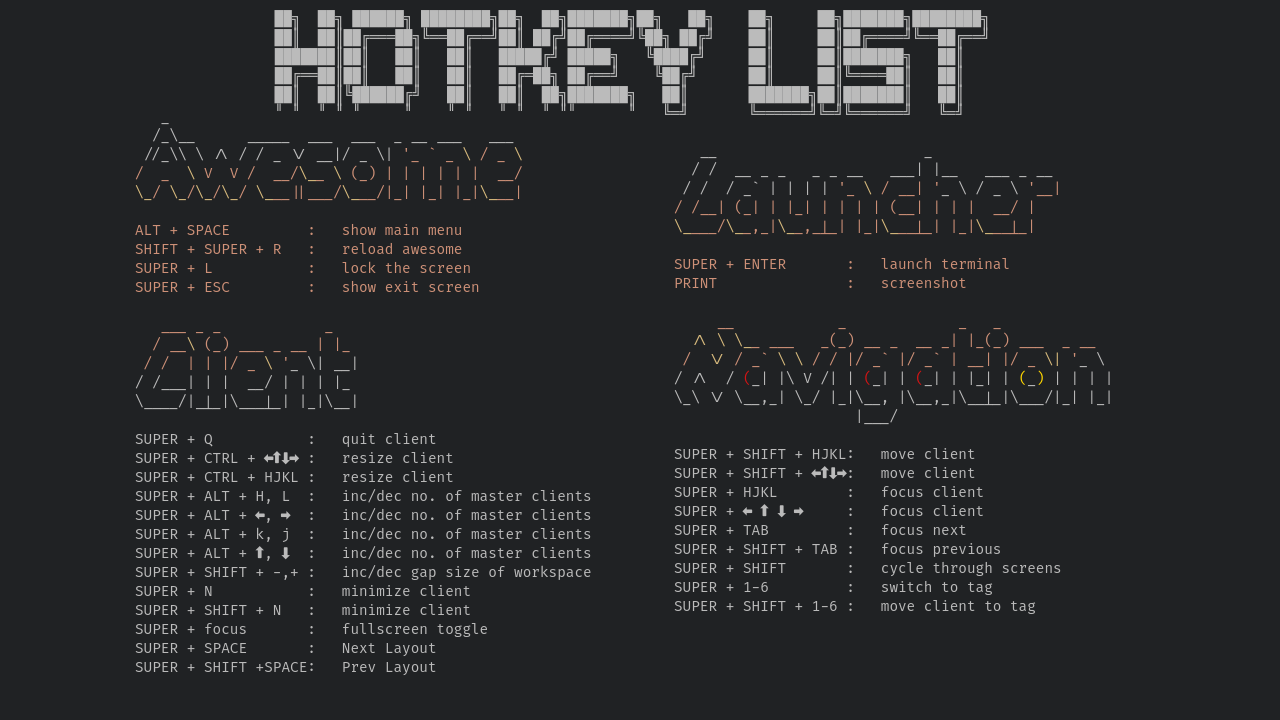 HOTKEY LIST
Awesome
ALT + SPACE : show main menu
SHIFT + SUPER + R : reload awesome
SUPER + L : lock the screen
SUPER + ESC : show exit screen
Launcher
SUPER + ENTER : launch terminal
PRINT : screenshot
Client
SUPER + Q : quit client
SUPER + CTRL + ⬅⬆⬇➡ : resize client
SUPER + CTRL + HJKL : resize client
SUPER + ALT + H, L : inc/dec no. of master clients
SUPER + ALT + ⬅, ➡ : inc/dec no. of master clients
SUPER + ALT + k, j : inc/dec no. of master clients
SUPER + ALT + ⬆, ⬇ : inc/dec no. of master clients
SUPER + SHIFT + -,+ : inc/dec gap size of workspace
SUPER + N : minimize client
SUPER + SHIFT + N : minimize client
SUPER + focus : fullscreen toggle
SUPER + SPACE : Next Layout
SUPER + SHIFT +SPACE: Prev Layout
Navigation
SUPER + SHIFT + HJKL: move client
SUPER + SHIFT + ⬅⬆⬇➡: move client
SUPER + HJKL : focus client
SUPER + ⬅ ⬆ ⬇ ➡ : focus client
SUPER + TAB : focus next
SUPER + SHIFT + TAB : focus previous
SUPER + SHIFT : cycle through screens
SUPER + 1-6 : switch to tag
SUPER + SHIFT + 1-6 : move client to tag